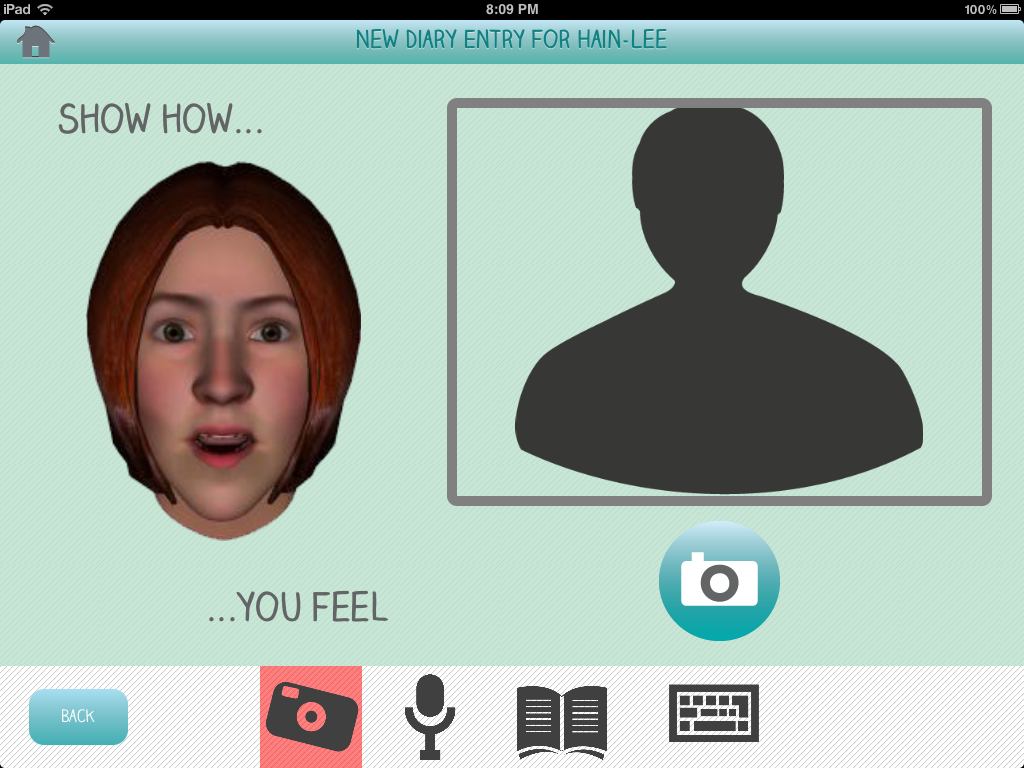 iPad 8:09 PM 100%
NEW DIARY ENTRY FOR HAIN-LEE
SHOW HOW...
...YOU FEEL
BACK